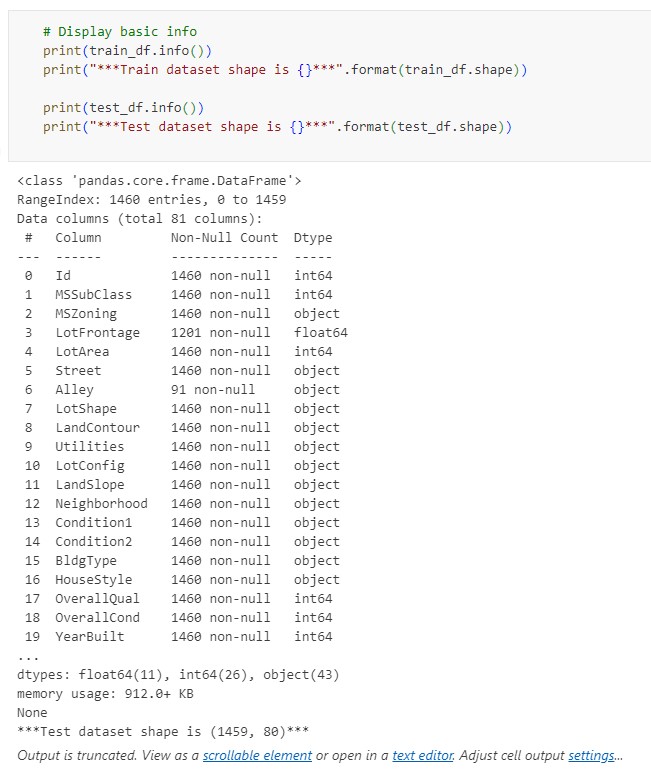 # Display basic info
print(train_df.info())
print("***Train dataset shape is {}***".format(train_df.shape))
print(test_df.info())
print("***Test dataset shape is {}***".format(test_df.shape))
<class 'pandas.core.frame.DataFrame'>
RangeIndex: 1460 entries, 0 to 1459
Data columns (total 81 columns):
 #   Column         Non-Null Count  Dtype
---  ------         --------------  -----
 0   Id             1460 non-null   int64
 1   MSSubClass     1460 non-null   int64
 2   MSZoning       1460 non-null   object
 3   LotFrontage    1201 non-null   float64
 4   LotArea        1460 non-null   int64
 5   Street         1460 non-null   object
 6   Alley          91 non-null     object
 7   LotShape       1460 non-null   object
 8   LandContour    1460 non-null   object
 9   Utilities      1460 non-null   object
 10  LotConfig      1460 non-null   object
 11  LandSlope      1460 non-null   object
 12  Neighborhood   1460 non-null   object
 13  Condition1     1460 non-null   object
 14  Condition2     1460 non-null   object
 15  BldgType       1460 non-null   object
 16  HouseStyle     1460 non-null   object
 17  OverallQual    1460 non-null   int64
 18  OverallCond    1460 non-null   int64
 19  YearBuilt      1460 non-null   int64
...
dtypes: float64(11), int64(26), object(43)
memory usage: 912.0+ KB
None
***Test dataset shape is (1459, 80)***
Output is truncated. View as a scrollable element or open in a text editor. Adjust cell output settings...